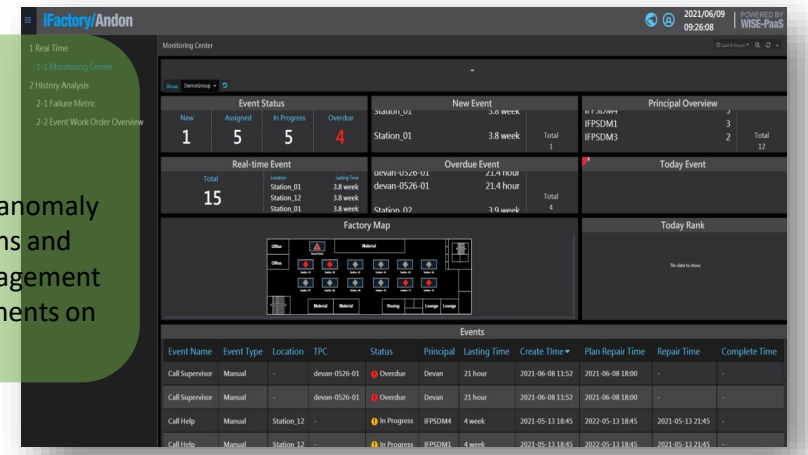 iFactory/Andon
2021/06/09
09:26:08
POWERED BY
WISE-PaaS
1 Real Time
1-1 Monitoring Center
2 History Analysis
2-1 Failure Metric
2-2 Event Work Order Overview
anomaly
ns and
agement
ments on
Monitoring Center
Last 6 hours
-
Group DemoGroup
Event Status
New Assigned In Progress Overdue
1 5 5 4
New Event
Station_01 3.8 week
Station_01 3.8 week
Total
1
Principal Overview
IFPSDM4 5
IFPSDM1 3
IFPSDM3 2
Total
12
Real-time Event
Total
15
Location Lasting Time
Station_01 3.8 week
Station_12 3.8 week
Station_01 3.8 week
Overdue Event
devan-0526-01 21.4 hour
devan-0526-01 21.4 hour
Station_02 3.9 week
Total
4
Today Event
Factory Map
Office Material
Office
Material Material Dining Lounge Lounge
Today Rank
No data to show
Events
Event Name Event Type Location TPC Status Principal Lasting Time Create TIme Plan Repair Time Repair Time Complete Time
Call Supervisor Manual - devan-0526-01 Overdue Devan 21 hour 2021-06-08 11:52 2021-06-08 18:00 - -
Call Supervisor Manual - devan-0526-01 Overdue Devan 21 hour 2021-06-08 11:52 2021-06-08 18:00 - -
Call Help Manual Station_12 - In Progress IFPSDM4 4 week 2021-05-13 18:45 2022-05-13 18:45 2021-05-13 21:45 -
Call Help Manual Station_12 - In Progress IFPSDM1 4 week 2021-05-13 18:45 2022-05-13 18:45 2021-05-13 21:45 -